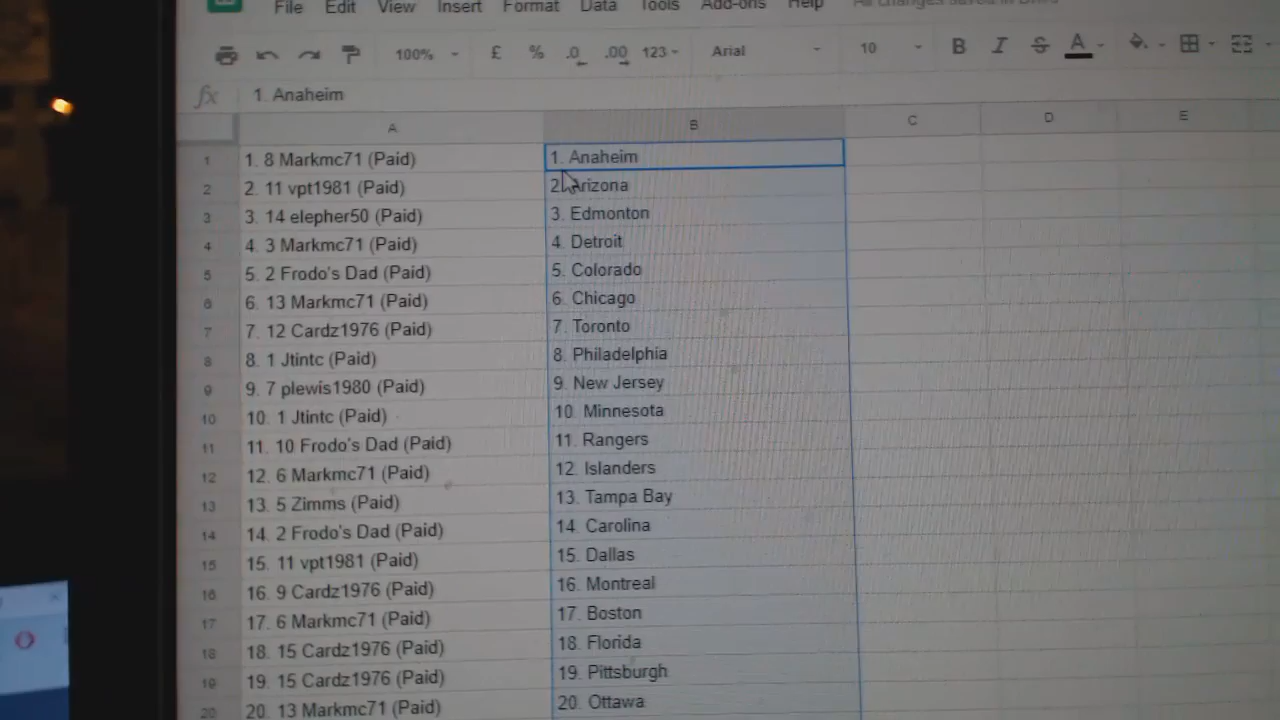 File Edit View Insert Format Data Tools Add-ons Help
100% £ % .0 .00 123 Arial 10 B I S A
fx 1. Anaheim
A B C D E
1 1. 8 Markmc71 (Paid) 1. Anaheim
2 2. 11 vpt1981 (Paid) 2. Arizona
3 3. 14 elepher50 (Paid) 3. Edmonton
4 4. 3 Markmc71 (Paid) 4. Detroit
5 5. 2 Frodo's Dad (Paid) 5. Colorado
6 6. 13 Markmc71 (Paid) 6. Chicago
7 7. 12 Cardz1976 (Paid) 7. Toronto
8 8. 1 Jtintc (Paid) 8. Philadelphia
9 9. 7 plewis1980 (Paid) 9. New Jersey
10 10. 1 Jtintc (Paid) 10. Minnesota
11 11. 10 Frodo's Dad (Paid) 11. Rangers
12 12. 6 Markmc71 (Paid) 12. Islanders
13 13. 5 Zimms (Paid) 13. Tampa Bay
14 14. 2 Frodo's Dad (Paid) 14. Carolina
15 15. 11 vpt1981 (Paid) 15. Dallas
16 16. 9 Cardz1976 (Paid) 16. Montreal
17 17. 6 Markmc71 (Paid) 17. Boston
18 18. 15 Cardz1976 (Paid) 18. Florida
19 19. 15 Cardz1976 (Paid) 19. Pittsburgh
20 20. 13 Markmc71 (Paid) 20. Ottawa